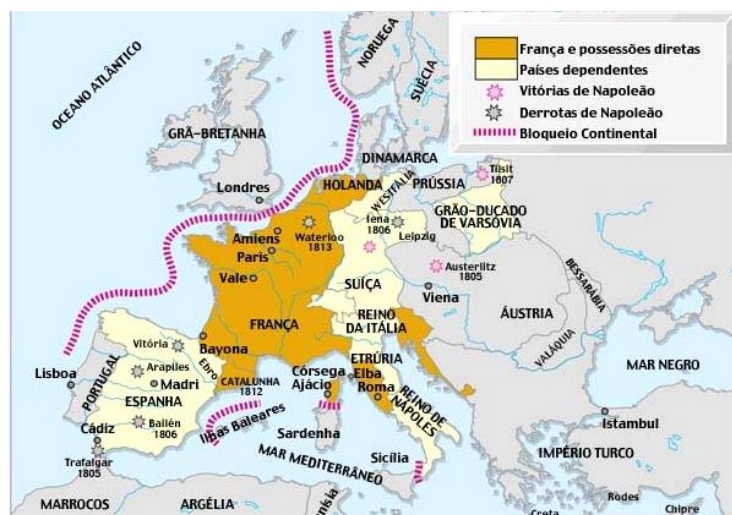 França e possessões diretas
Países dependentes
Vitórias de Napoleão
Derrotas de Napoleão
Bloqueio Continental
OCEANO ATLÂNTICO
NORUEGA
SUÉCIA
GRÃ-BRETANHA
DINAMARCA
Londres
HOLANDA
WESTFÁLIA
PRÚSSIA
Tilsit
1807
GRÃO-DUCADO
DE VARSÓVIA
Amiens
Waterloo
1813
Iena
1806
Leipzig
Paris
Vale
Austerlitz
1805
SUÍÇA
Viena
ÁUSTRIA
BESSARÁBIA
VALÁQUIA
FRANÇA
REINO
DA ITÁLIA
MAR NEGRO
Vitória
Bayona
Ebro
ETRÚRIA
Lisboa
PORTUGAL
Arapiles
Madri
CATALUNHA
1812
Córsega
Ajácio
Elba
Roma
REINO DE
NÁPOLES
ESPANHA
Bailén
1806
Ilhas Baleares
Cádiz
Sardenha
Istambul
Trafalgar
1805
MAR MEDITERRÂNEO
Sicília
IMPÉRIO TURCO
MARROCOS
ARGÉLIA
Rodes
Creta
Chipre